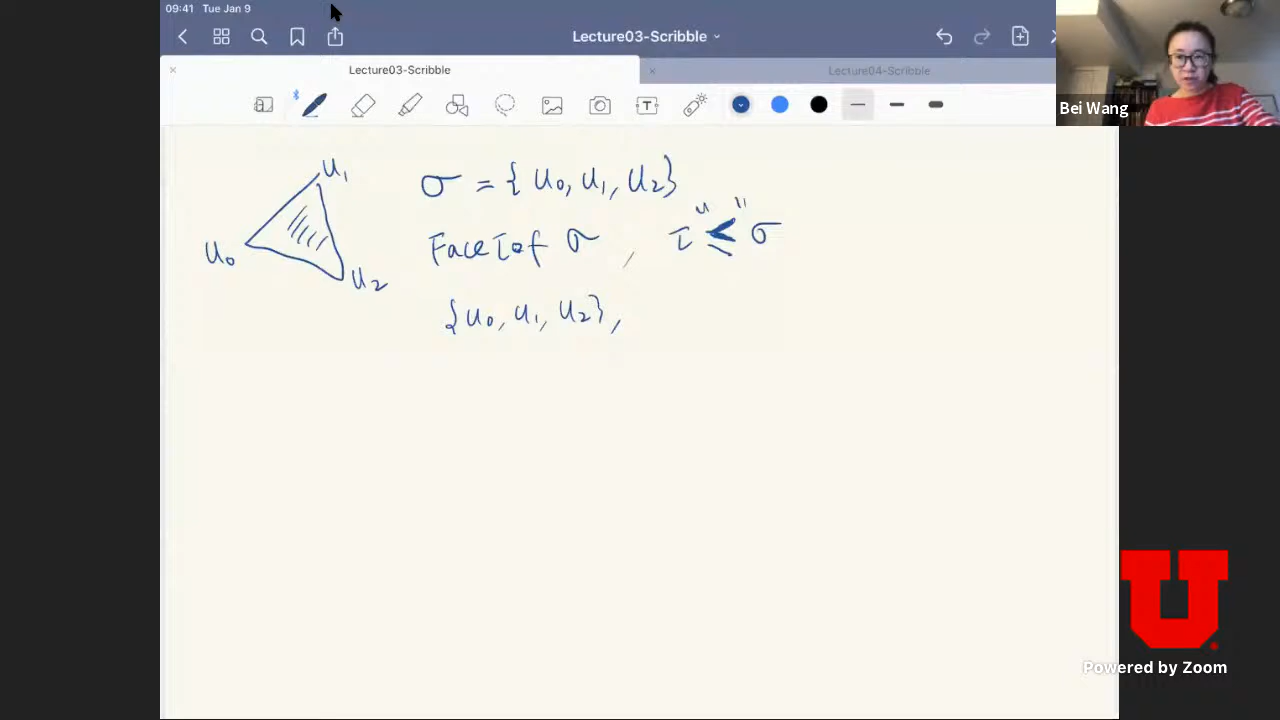 09:41 Tue Jan 9
Lecture03-Scribble
Lecture03-Scribble
Lecture04-Scribble
T
Bei Wang
u₁
u₀
u₂
σ = {u₀, u₁, u₂}
Face τ of σ , τ "≤" σ
{u₀, u₁, u₂},
U
Powered by Zoom